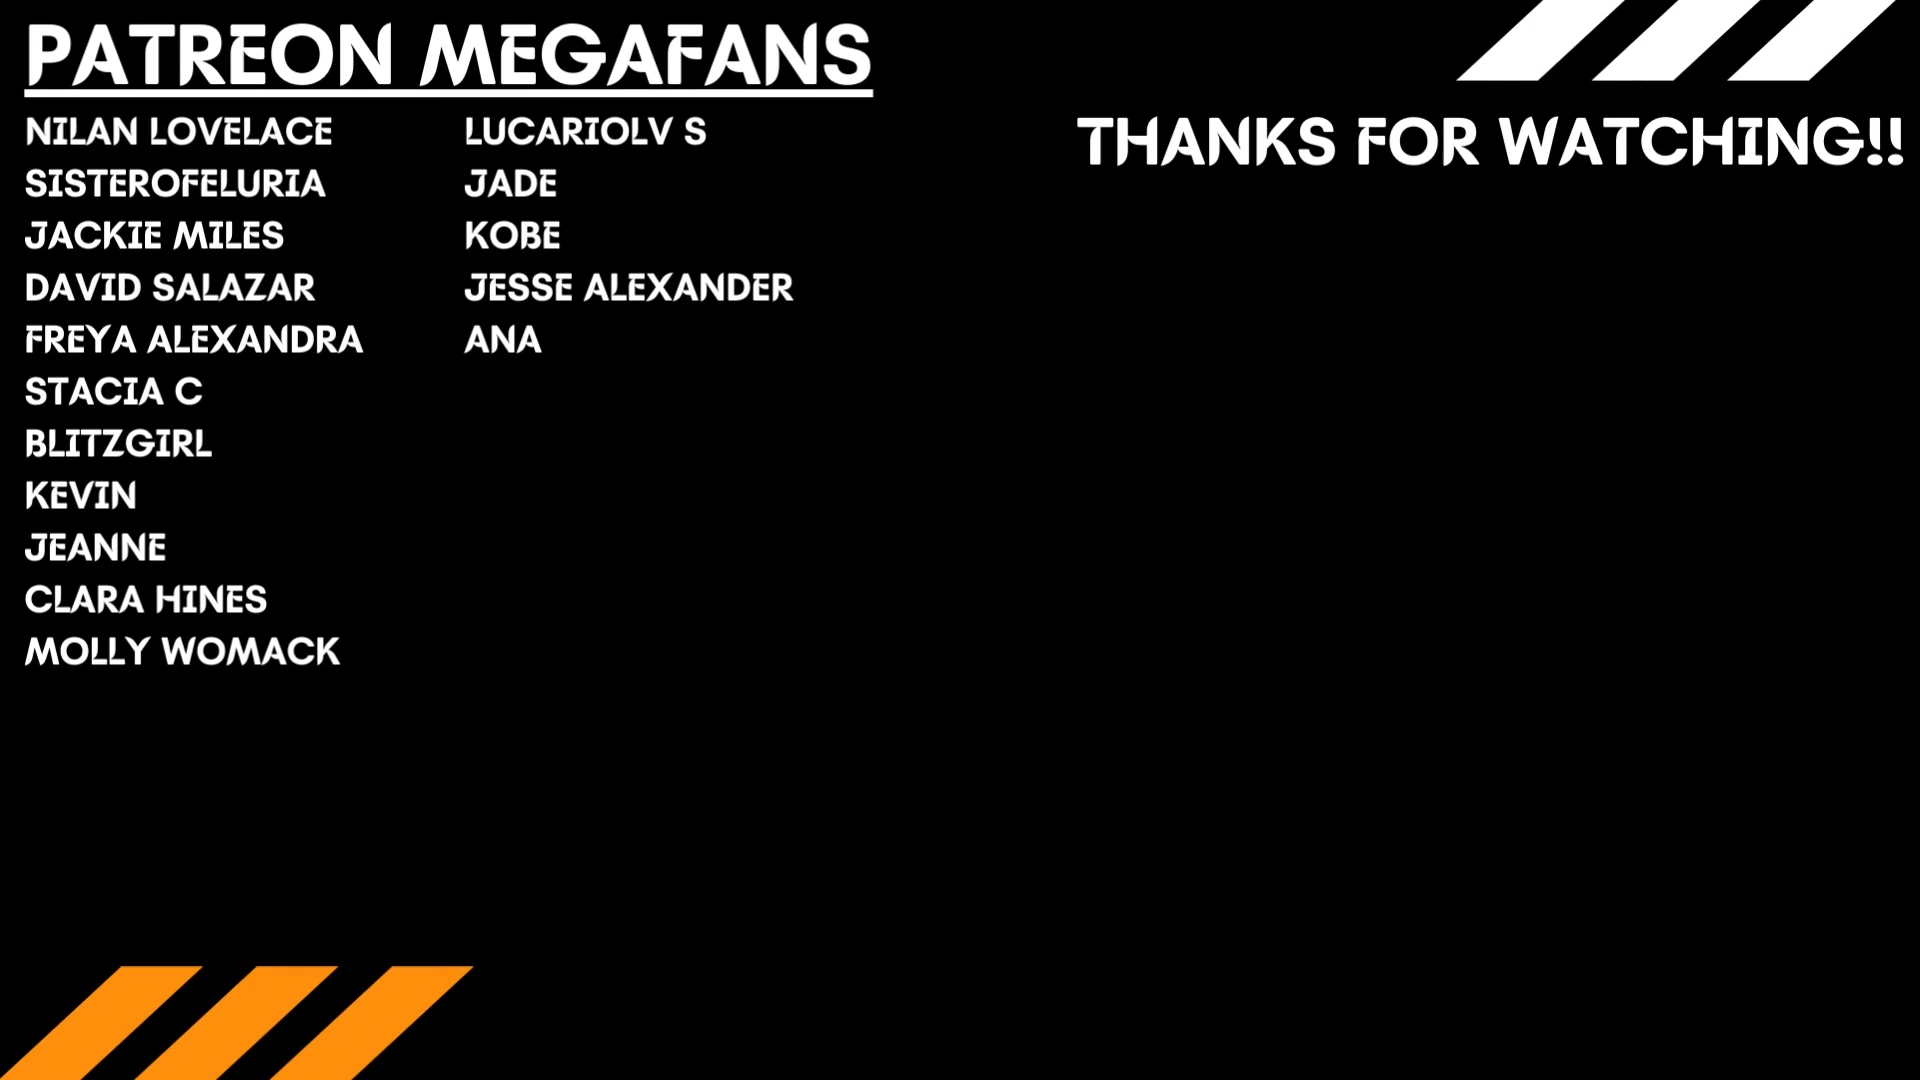 PATREON MEGAFANS
NILAN LOVELACE
SISTEROFELURIA
JACKIE MILES
DAVID SALAZAR
FREYA ALEXANDRA
STACIA C
BLITZGIRL
KEVIN
JEANNE
CLARA HINES
MOLLY WOMACK
LUCARIOLV S
JADE
KOBE
JESSE ALEXANDER
ANA
THANKS FOR WATCHING!!